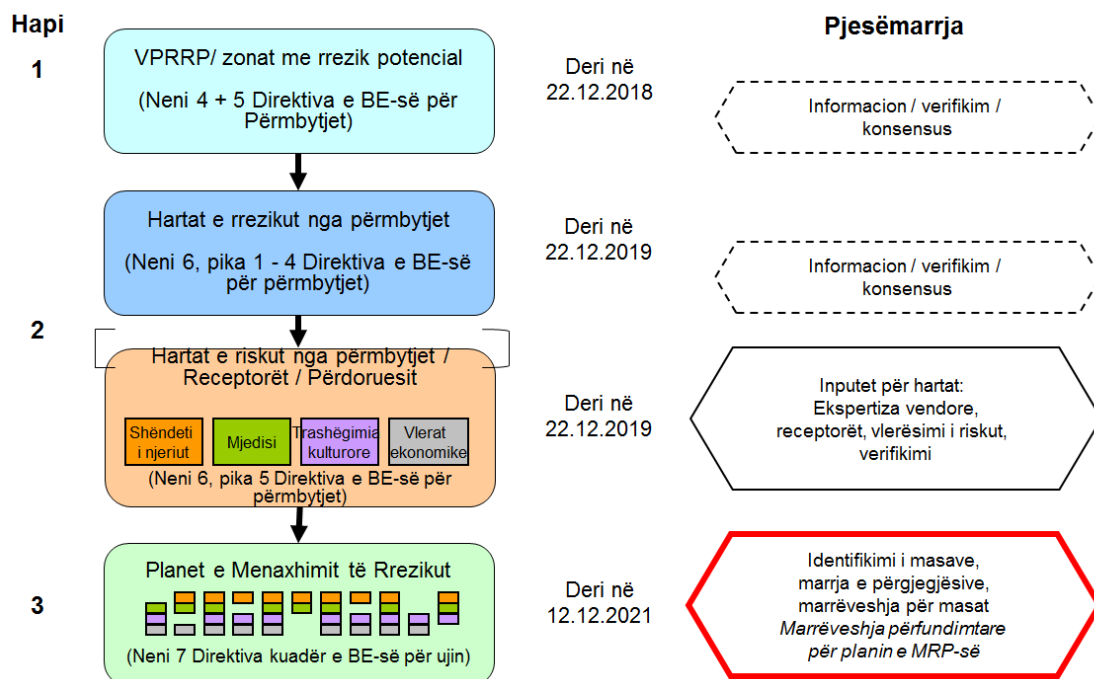 Hapi
Pjesëmarrja
1
VPRRP/ zonat me rrezik potencial
(Neni 4 + 5 Direktiva e BE-së për
Përmbytjet)
Deri në
22.12.2018
Informacion / verifikim /
konsensus
Hartat e rrezikut nga përmbytjet
(Neni 6, pika 1 - 4 Direktiva e BE-së
për përmbytjet)
Deri në
22.12.2019
Informacion / verifikim /
konsensus
2
Hartat e riskut nga përmbytjet /
Receptorët / Përdoruesit
Shëndeti
i njeriut
Mjedisi
Trashëgimia
kulturore
Vlerat
ekonomike
(Neni 6, pika 5 Direktiva e BE-së për
përmbytjet)
Deri në
22.12.2019
Inputet për hartat:
Ekspertiza vendore,
receptorët, vlerësimi i riskut,
verifikimi
3
Planet e Menaxhimit të Rrezikut
(Neni 7 Direktiva kuadër e BE-së për ujin)
Deri në
12.12.2021
Identifikimi i masave,
marrja e përgjegjësive,
marrëveshja për masat
Marrëveshja përfundimtare
për planin e MRP-së